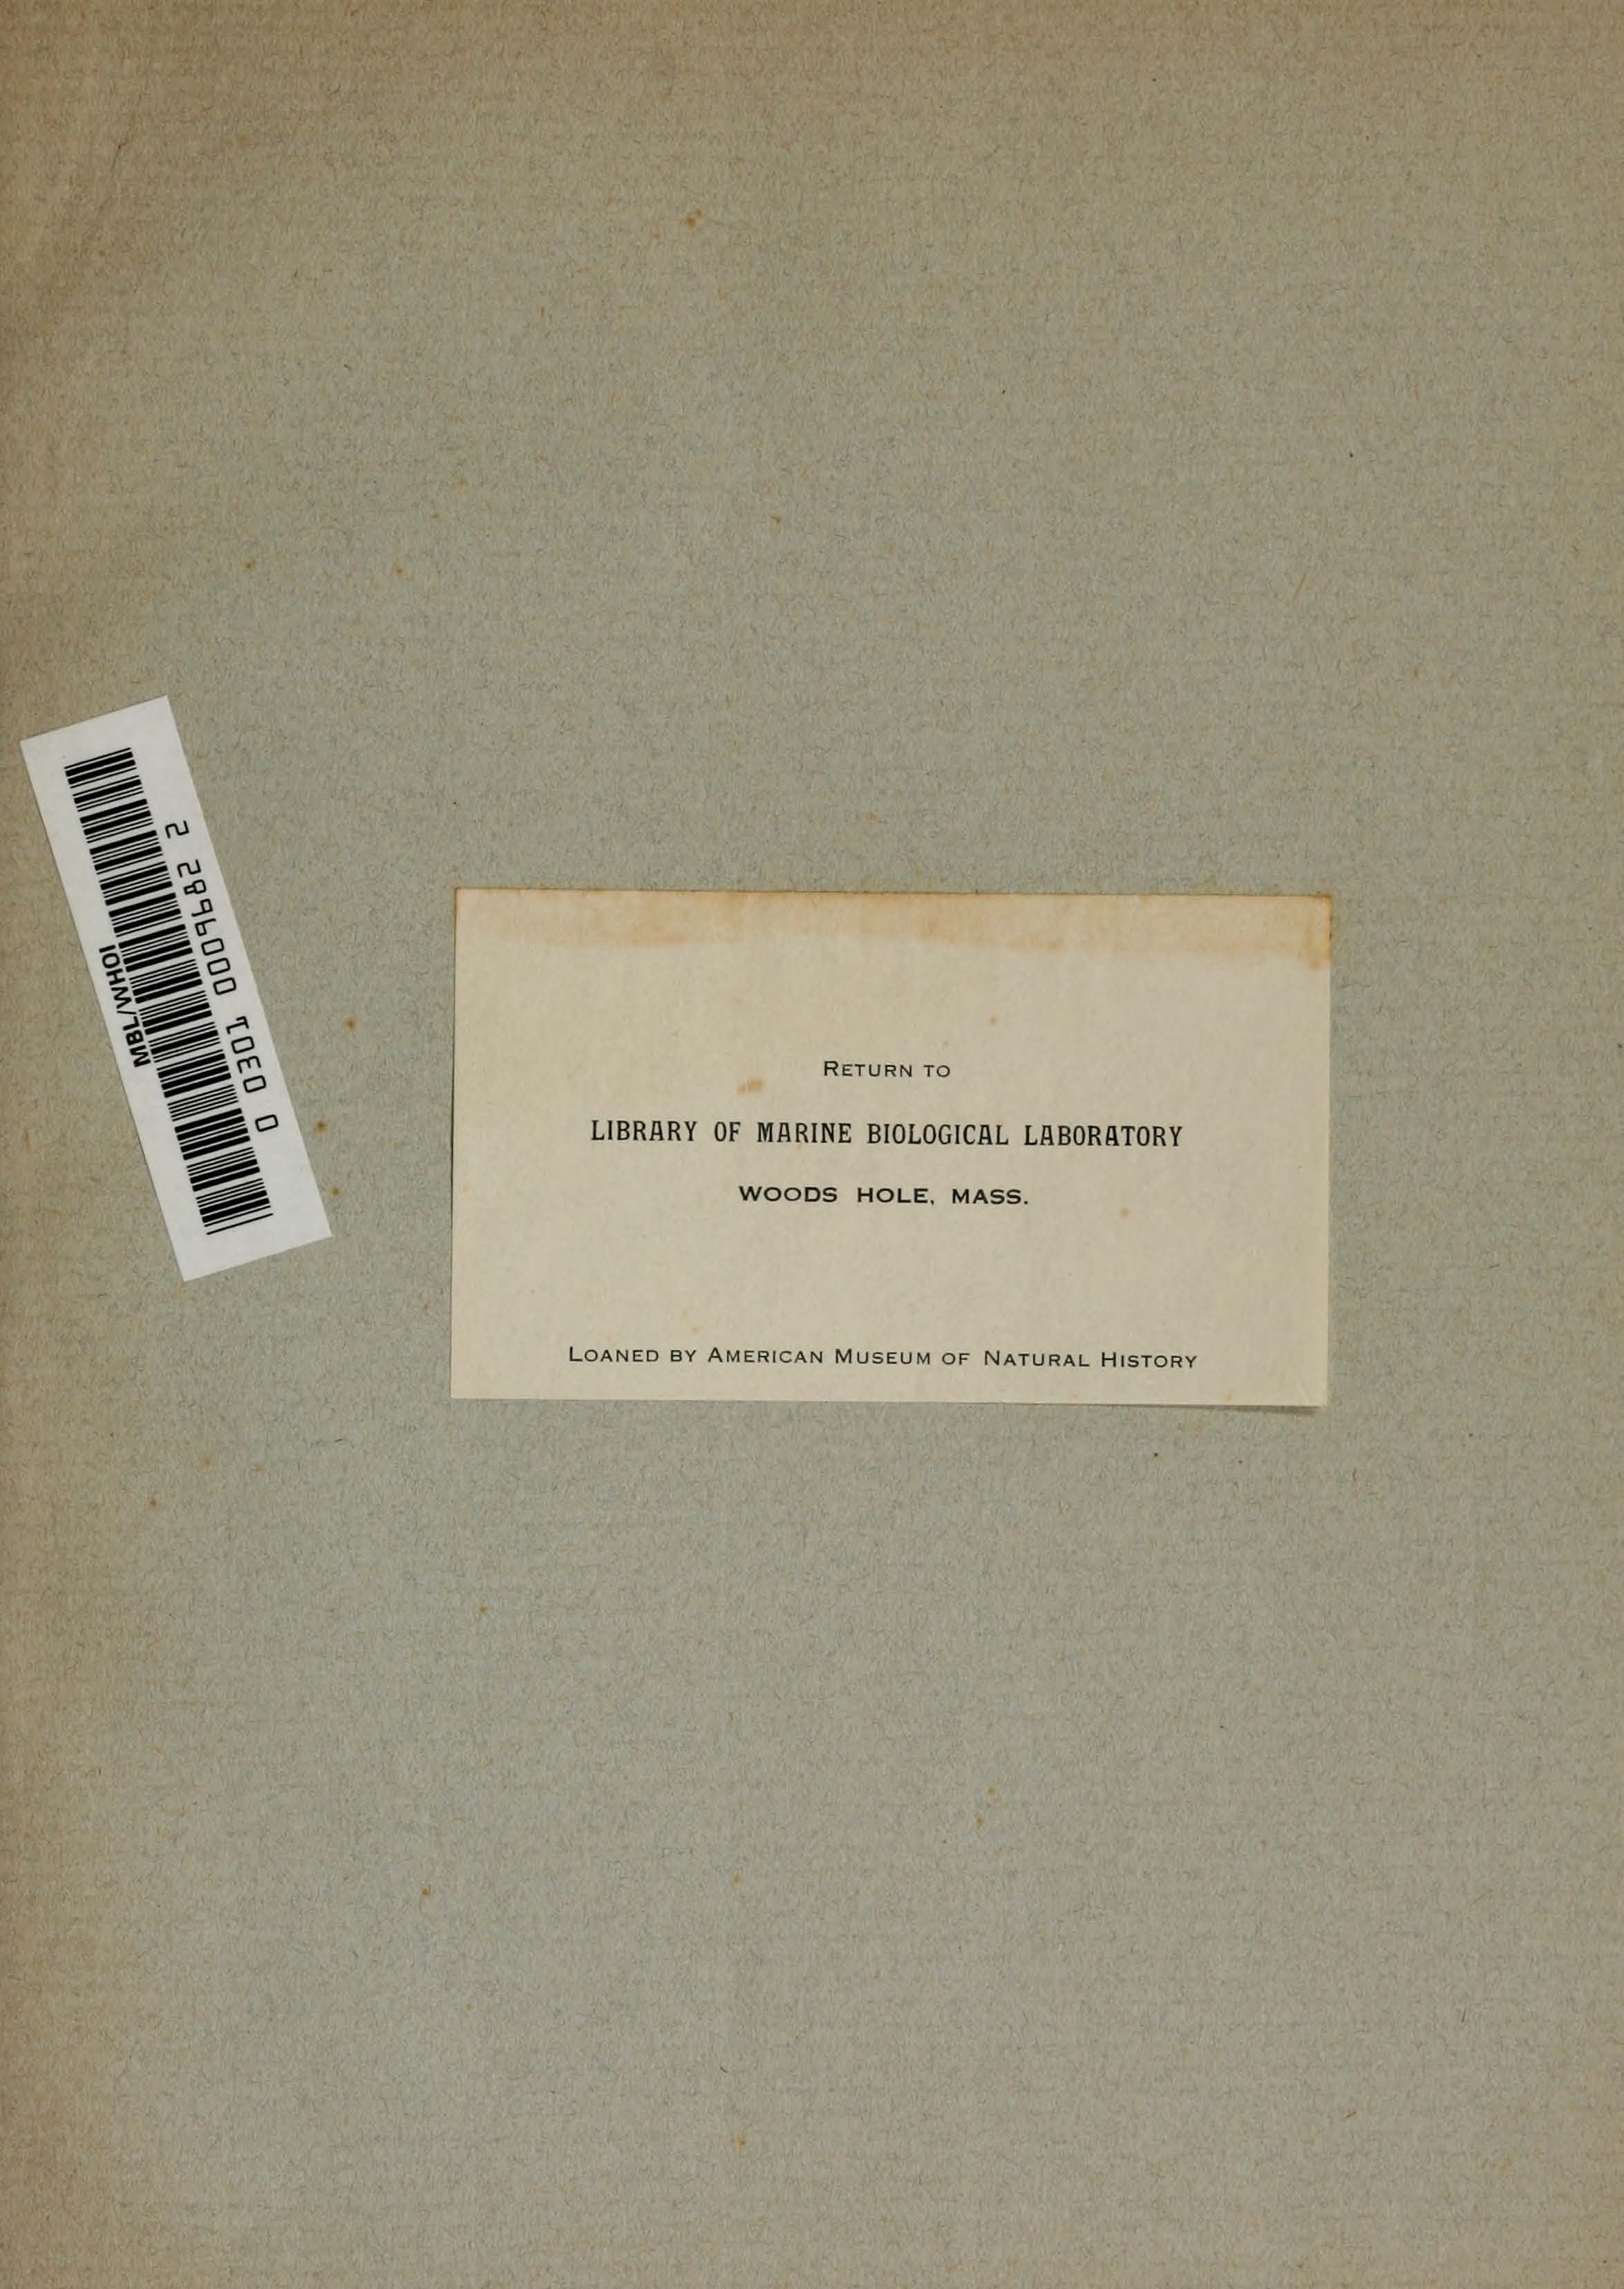 MBL/WHOI
0 0301 0009682 2
RETURN TO
LIBRARY OF MARINE BIOLOGICAL LABORATORY
WOODS HOLE, MASS.
LOANED BY AMERICAN MUSEUM OF NATURAL HISTORY